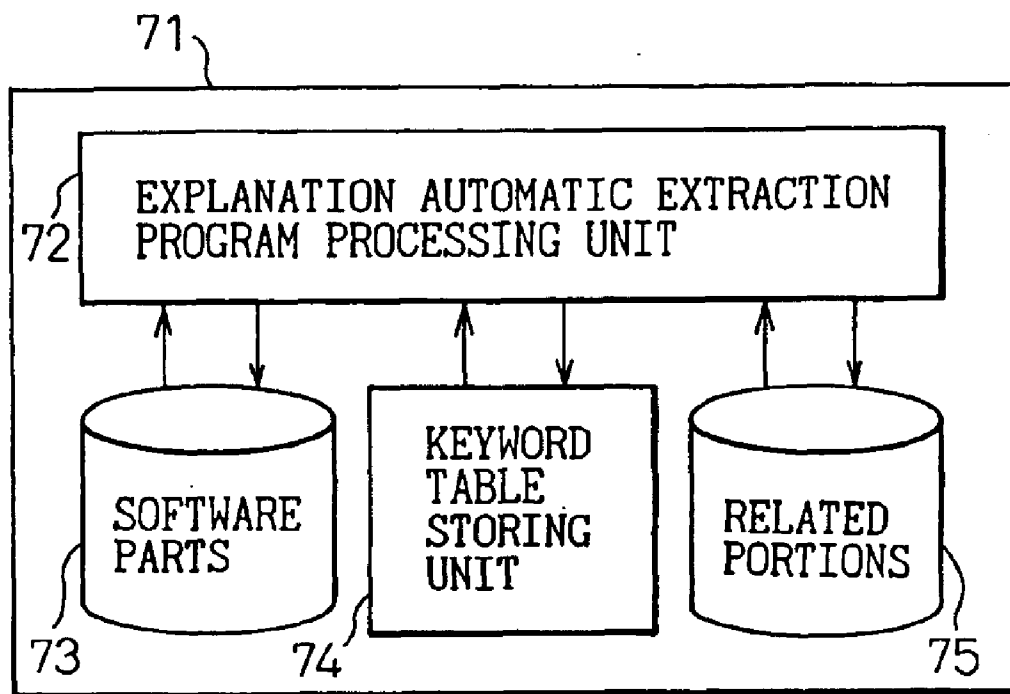 71
72
EXPLANATION AUTOMATIC EXTRACTION
PROGRAM PROCESSING UNIT
SOFTWARE
PARTS
KEYWORD
TABLE
STORING
UNIT
RELATED
PORTIONS
73
74
75